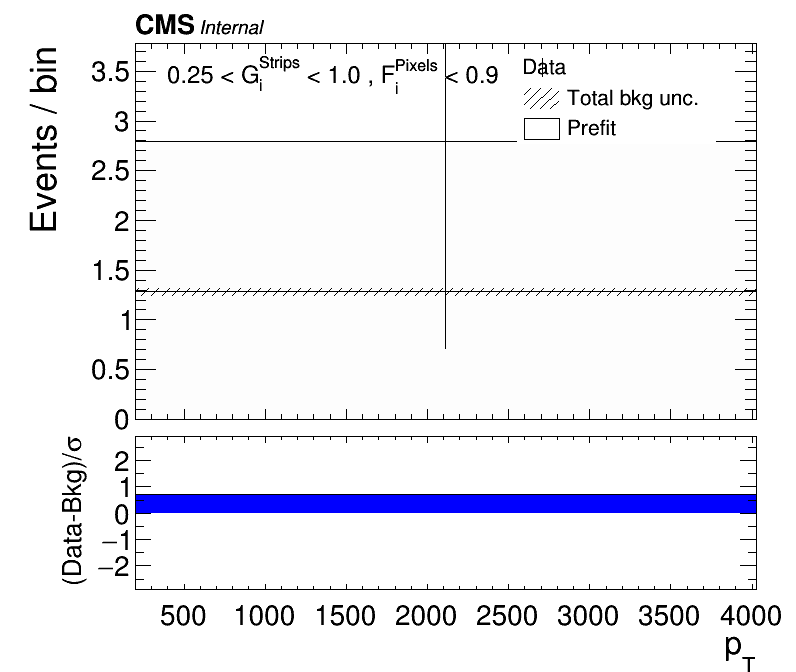 CMS Internal
Events / bin
3.5
3
2.5
2
1.5
1
0.5
0
0.25 < G_i^Strips < 1.0 , F_i^Pixels < 0.9
Data
Total bkg unc.
Prefit
(Data-Bkg)/σ
2
1
0
−1
−2
500 1000 1500 2000 2500 3000 3500 4000
p_T